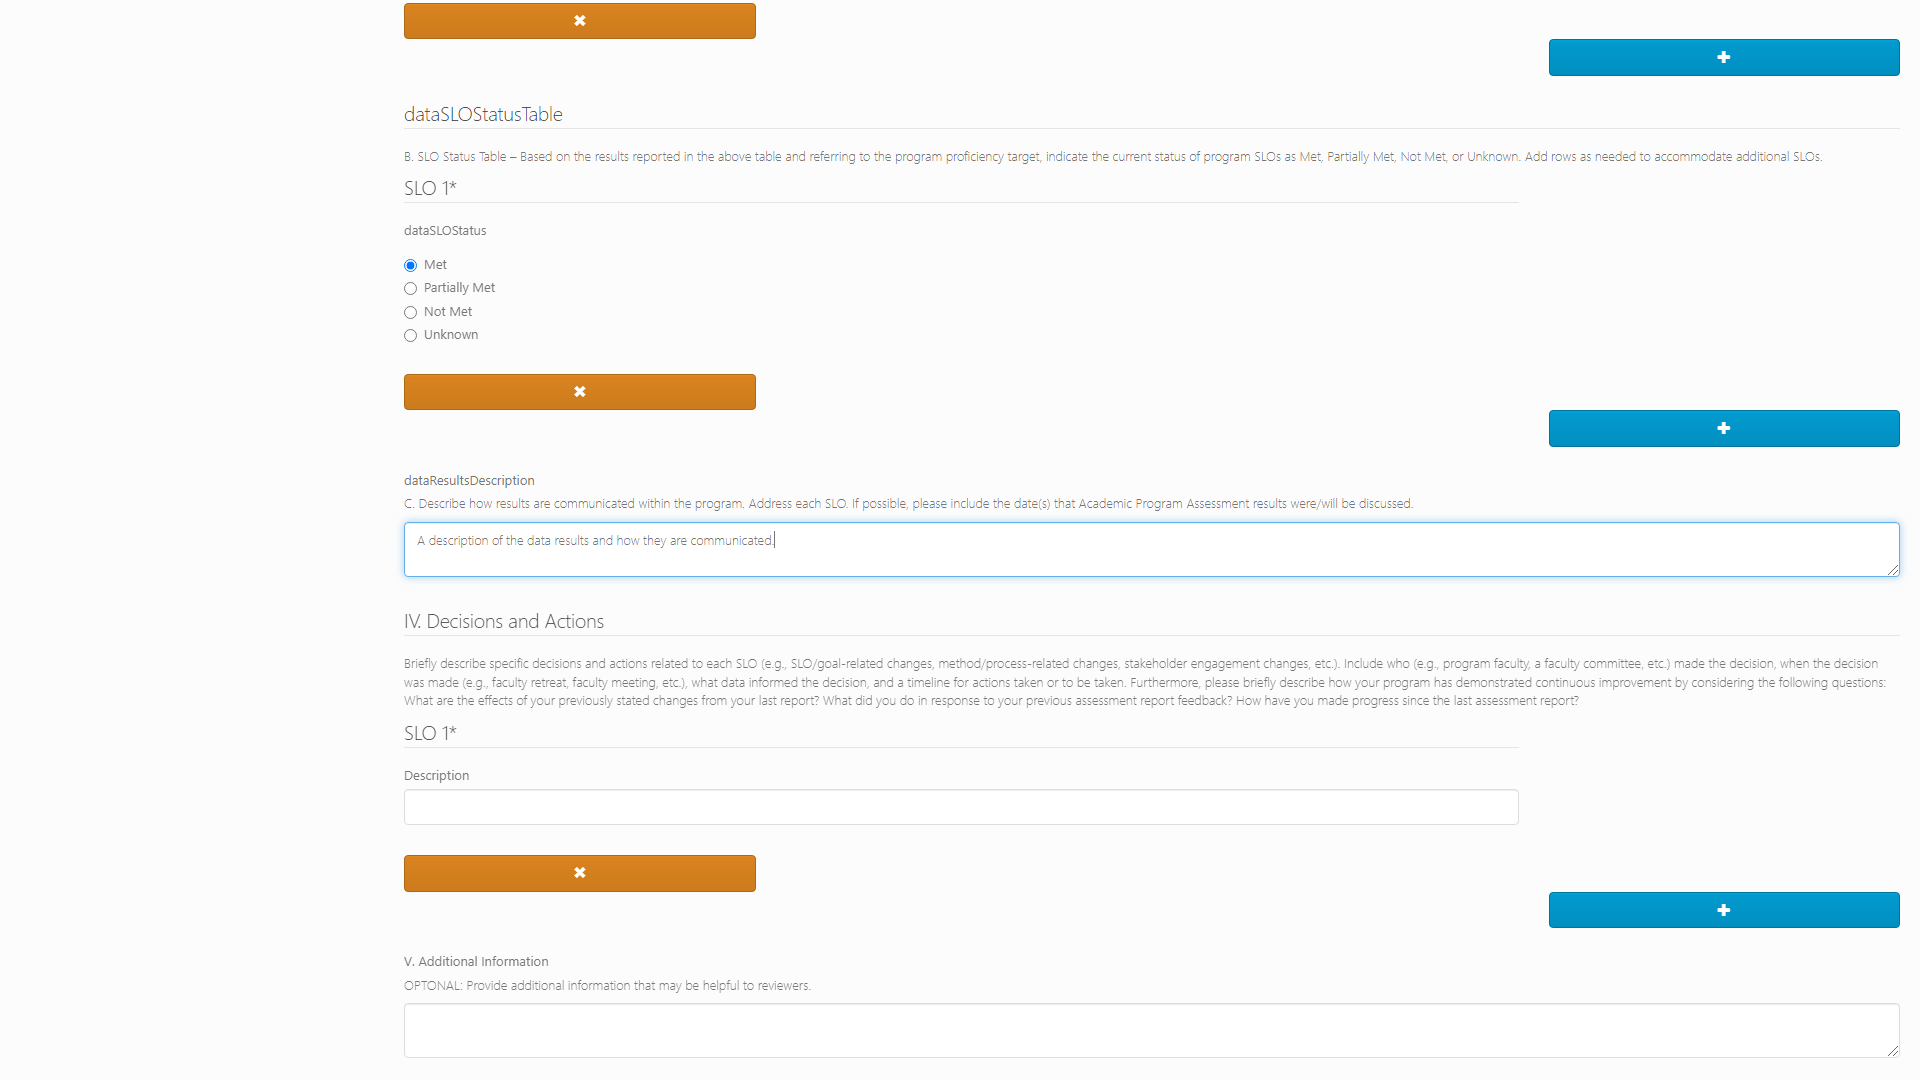 dataSLOStatusTable
B. SLO Status Table – Based on the results reported in the above table and referring to the program proficiency target, indicate the current status of program SLOs as Met, Partially Met, Not Met, or Unknown. Add rows as needed to accommodate additional SLOs.
SLO 1*
dataSLOStatus
Met
Partially Met
Not Met
Unknown
dataResultsDescription
C. Describe how results are communicated within the program. Address each SLO. If possible, please include the date(s) that Academic Program Assessment results were/will be discussed.
A description of the data results and how they are communicated.
IV. Decisions and Actions
Briefly describe specific decisions and actions related to each SLO (e.g., SLO/goal-related changes, method/process-related changes, stakeholder engagement changes, etc.). Include who (e.g., program faculty, a faculty committee, etc.) made the decision, when the decision
was made (e.g., faculty retreat, faculty meeting, etc.), what data informed the decision, and a timeline for actions taken or to be taken. Furthermore, please briefly describe how your program has demonstrated continuous improvement by considering the following questions:
What are the effects of your previously stated changes from your last report? What did you do in response to your previous assessment report feedback? How have you made progress since the last assessment report?
SLO 1*
Description
V. Additional Information
OPTONAL: Provide additional information that may be helpful to reviewers.